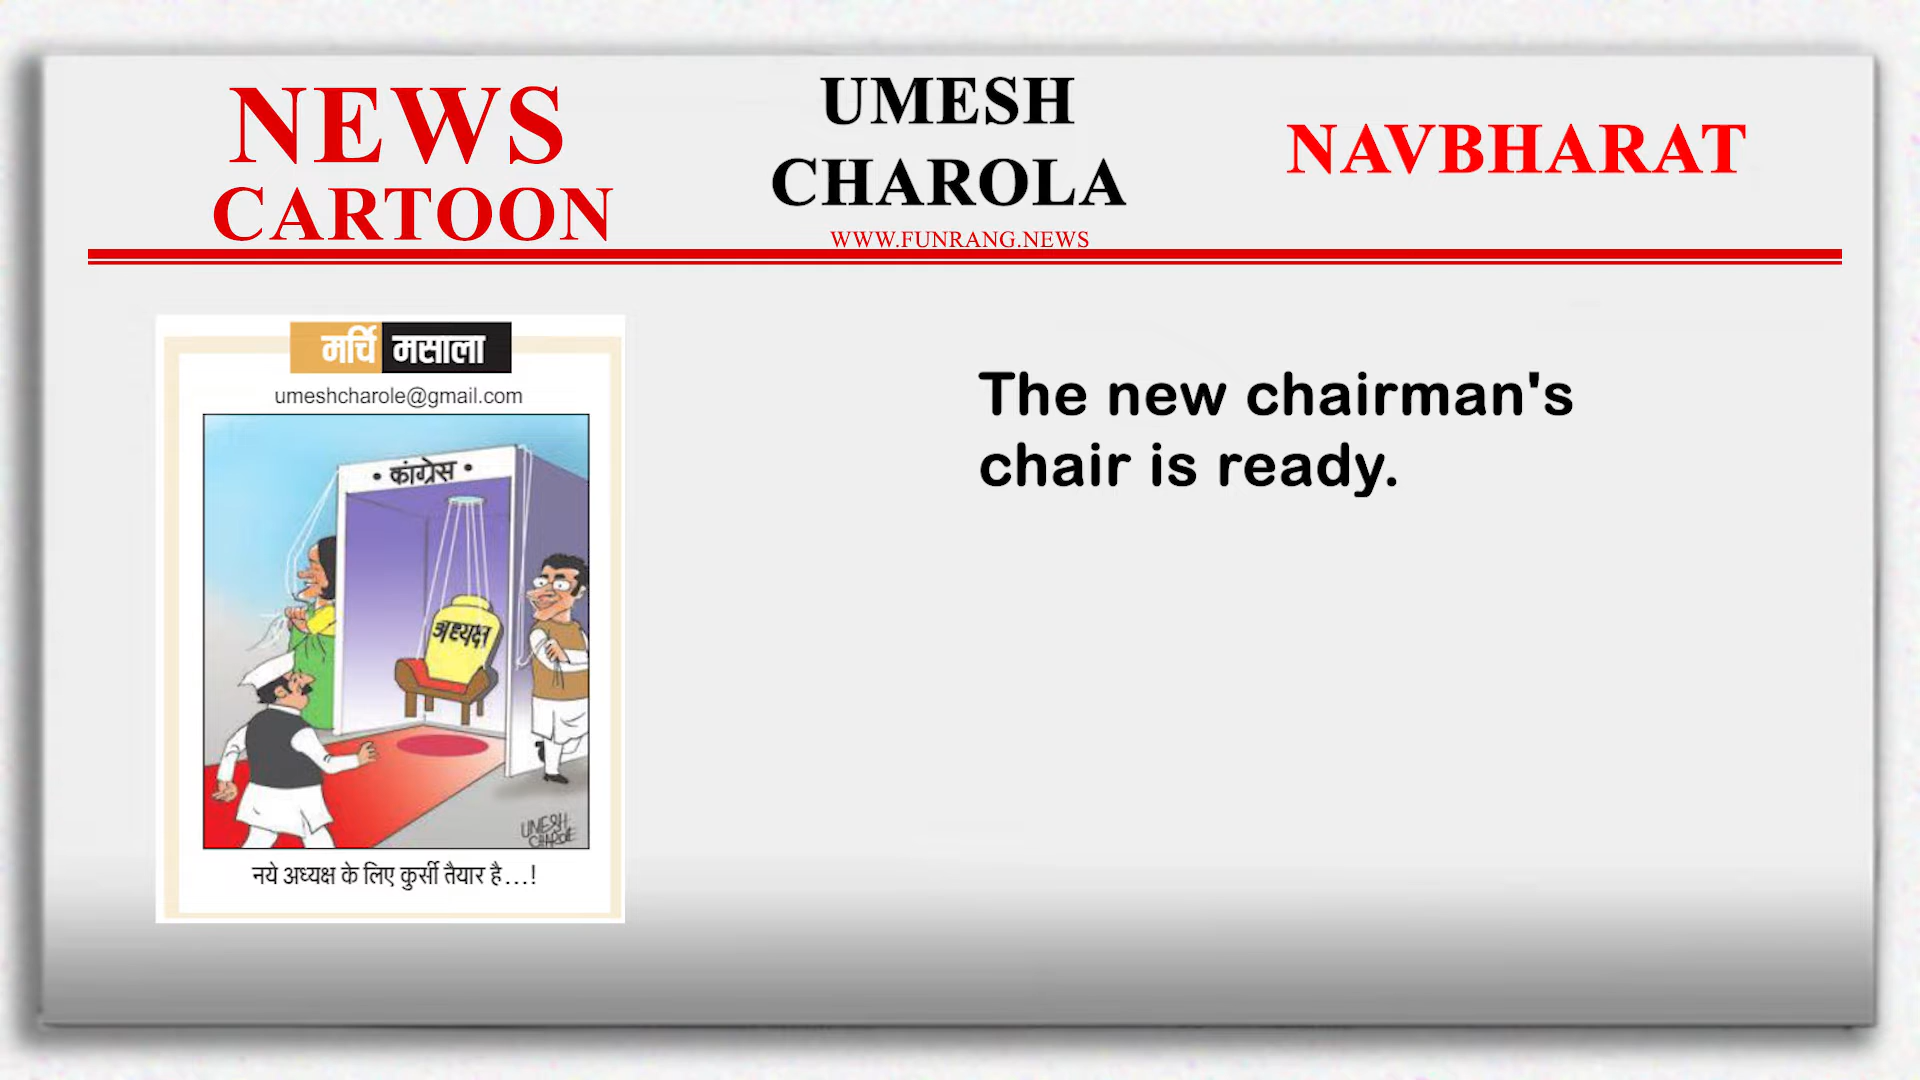 NEWS
CARTOON
UMESH
CHAROLA
WWW.FUNRANG.NEWS
NAVBHARAT
मर्चि मसाला
umeshcharole@gmail.com
• कांग्रेस •
अध्यक्ष
UMESH
CHAROLE
नये अध्यक्ष के लिए कुर्सी तैयार है...!
The new chairman's
chair is ready.